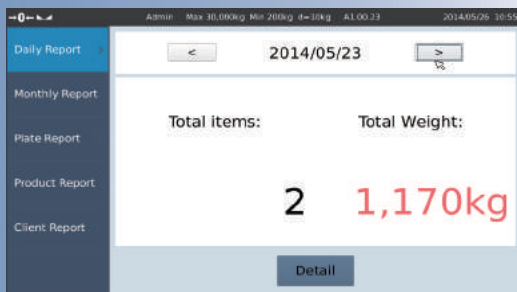 →0← Admin Max 30,000kg Min 200kg d=10kg A1.00.23 2014/05/26 10:55
Daily Report >
< 2014/05/23 >
Monthly Report
Total items: Total Weight:
Plate Report
Product Report
2 1,170kg
Client Report
Detail